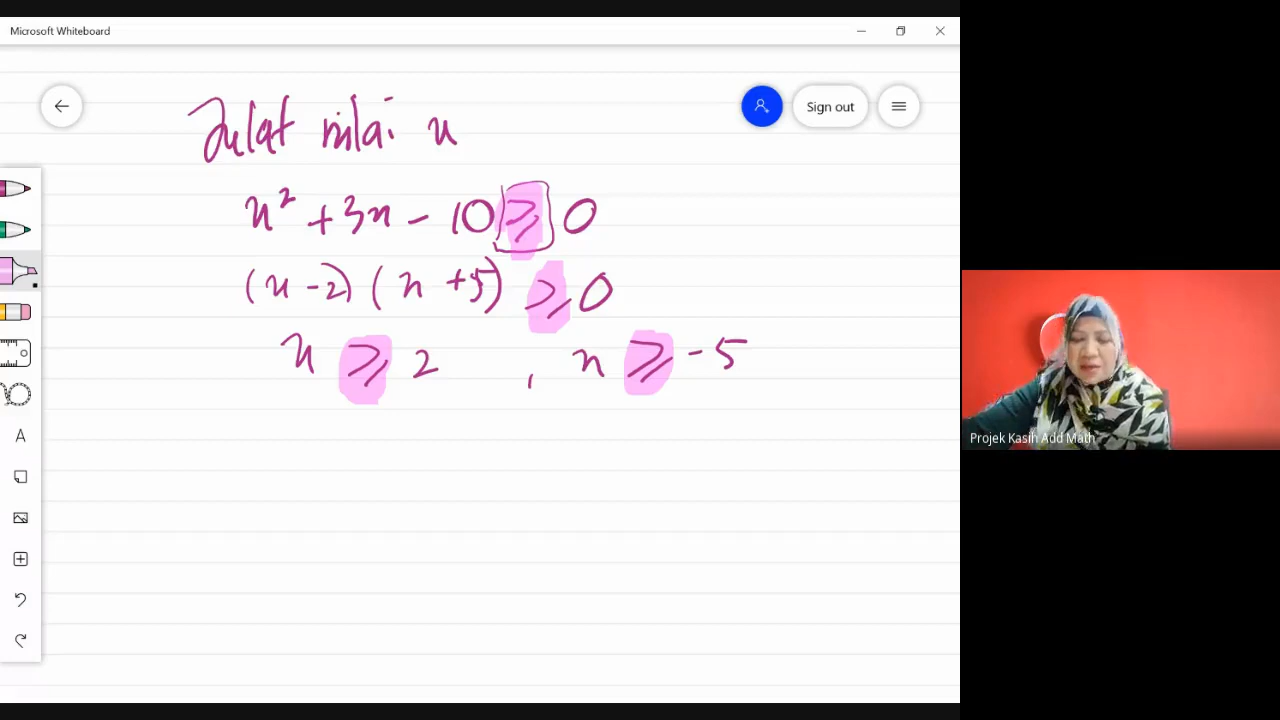 Microsoft Whiteboard
Sign out
Julat nilai x
x² + 3x - 10 ≥ 0
(x - 2) (x + 5) ≥ 0
x ≥ 2 , x ≥ -5
A
Projek Kasih Add Math